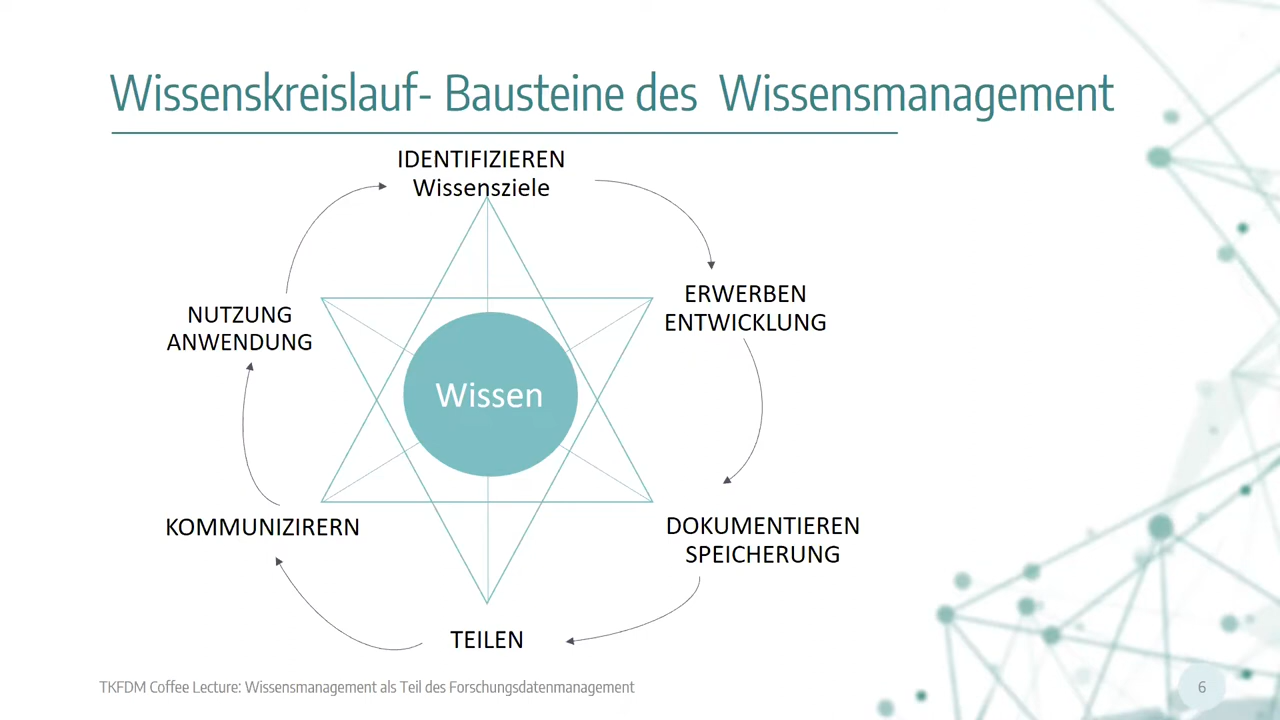 Wissenskreislauf- Bausteine des Wissensmanagement
IDENTIFIZIEREN
Wissensziele
ERWERBEN
ENTWICKLUNG
NUTZUNG
ANWENDUNG
Wissen
KOMMUNIZIRERN
DOKUMENTIEREN
SPEICHERUNG
TEILEN
TKFDM Coffee Lecture: Wissensmanagement als Teil des Forschungsdatenmanagement
6